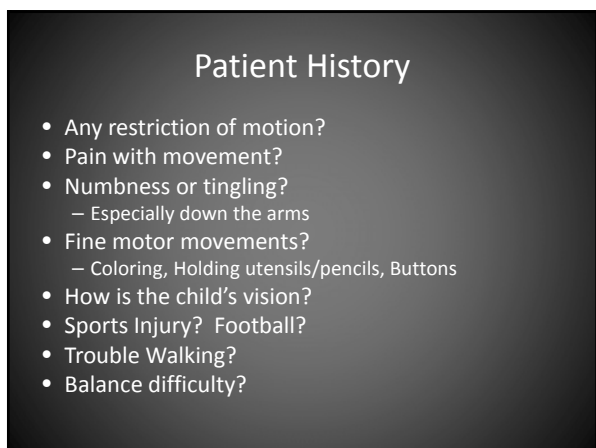 Patient History
• Any restriction of motion?
• Pain with movement?
• Numbness or tingling?
– Especially down the arms
• Fine motor movements?
– Coloring, Holding utensils/pencils, Buttons
• How is the child's vision?
• Sports Injury?  Football?
• Trouble Walking?
• Balance difficulty?